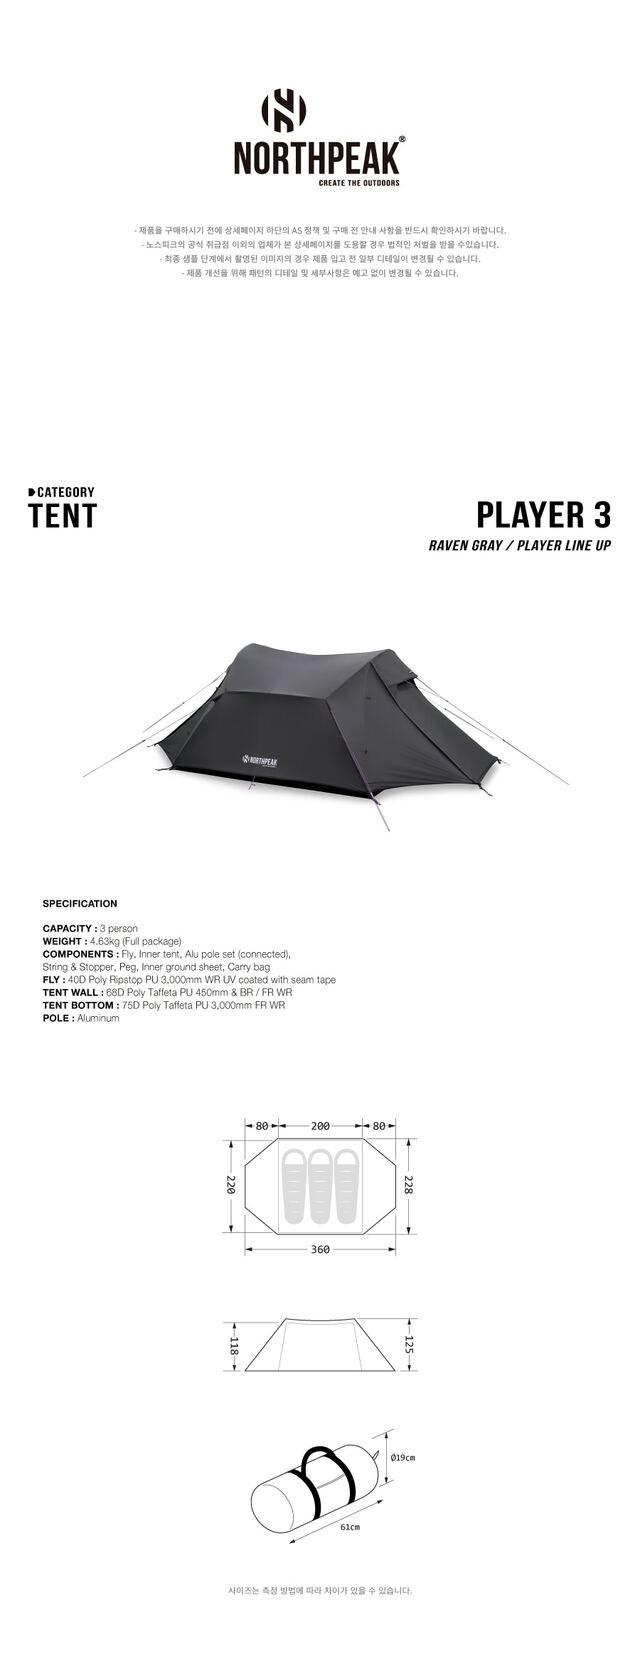 NORTHPEAK®
CREATE THE OUTDOORS
- 제품을 구매하시기 전에 상세페이지 하단의 AS 정책 및 구매 전 안내 사항을 반드시 확인하시기 바랍니다.
- 노스피크의 공식 취급점 이외의 업체가 본 상세페이지를 도용할 경우 법적인 처벌을 받을 수있습니다.
- 최종 샘플 단계에서 촬영된 이미지의 경우 제품 입고 전 일부 디테일이 변경될 수 있습니다.
- 제품 개선을 위해 패턴의 디테일 및 세부사항은 예고 없이 변경될 수 있습니다.
CATEGORY
TENT
PLAYER 3
RAVEN GRAY / PLAYER LINE UP
NORTHPEAK
SPECIFICATION
CAPACITY : 3 person
WEIGHT : 4.63kg (Full package)
COMPONENTS : Fly, Inner tent, Alu pole set (connected),
String & Stopper, Peg, Inner ground sheet, Carry bag
FLY : 40D Poly Ripstop PU 3,000mm WR UV coated with seam tape
TENT WALL : 68D Poly Taffeta PU 450mm & BR / FR WR
TENT BOTTOM : 75D Poly Taffeta PU 3,000mm FR WR
POLE : Aluminum
80 200 80
220
228
360
118
125
Ø19cm
61cm
사이즈는 측정 방법에 따라 차이가 있을 수 있습니다.